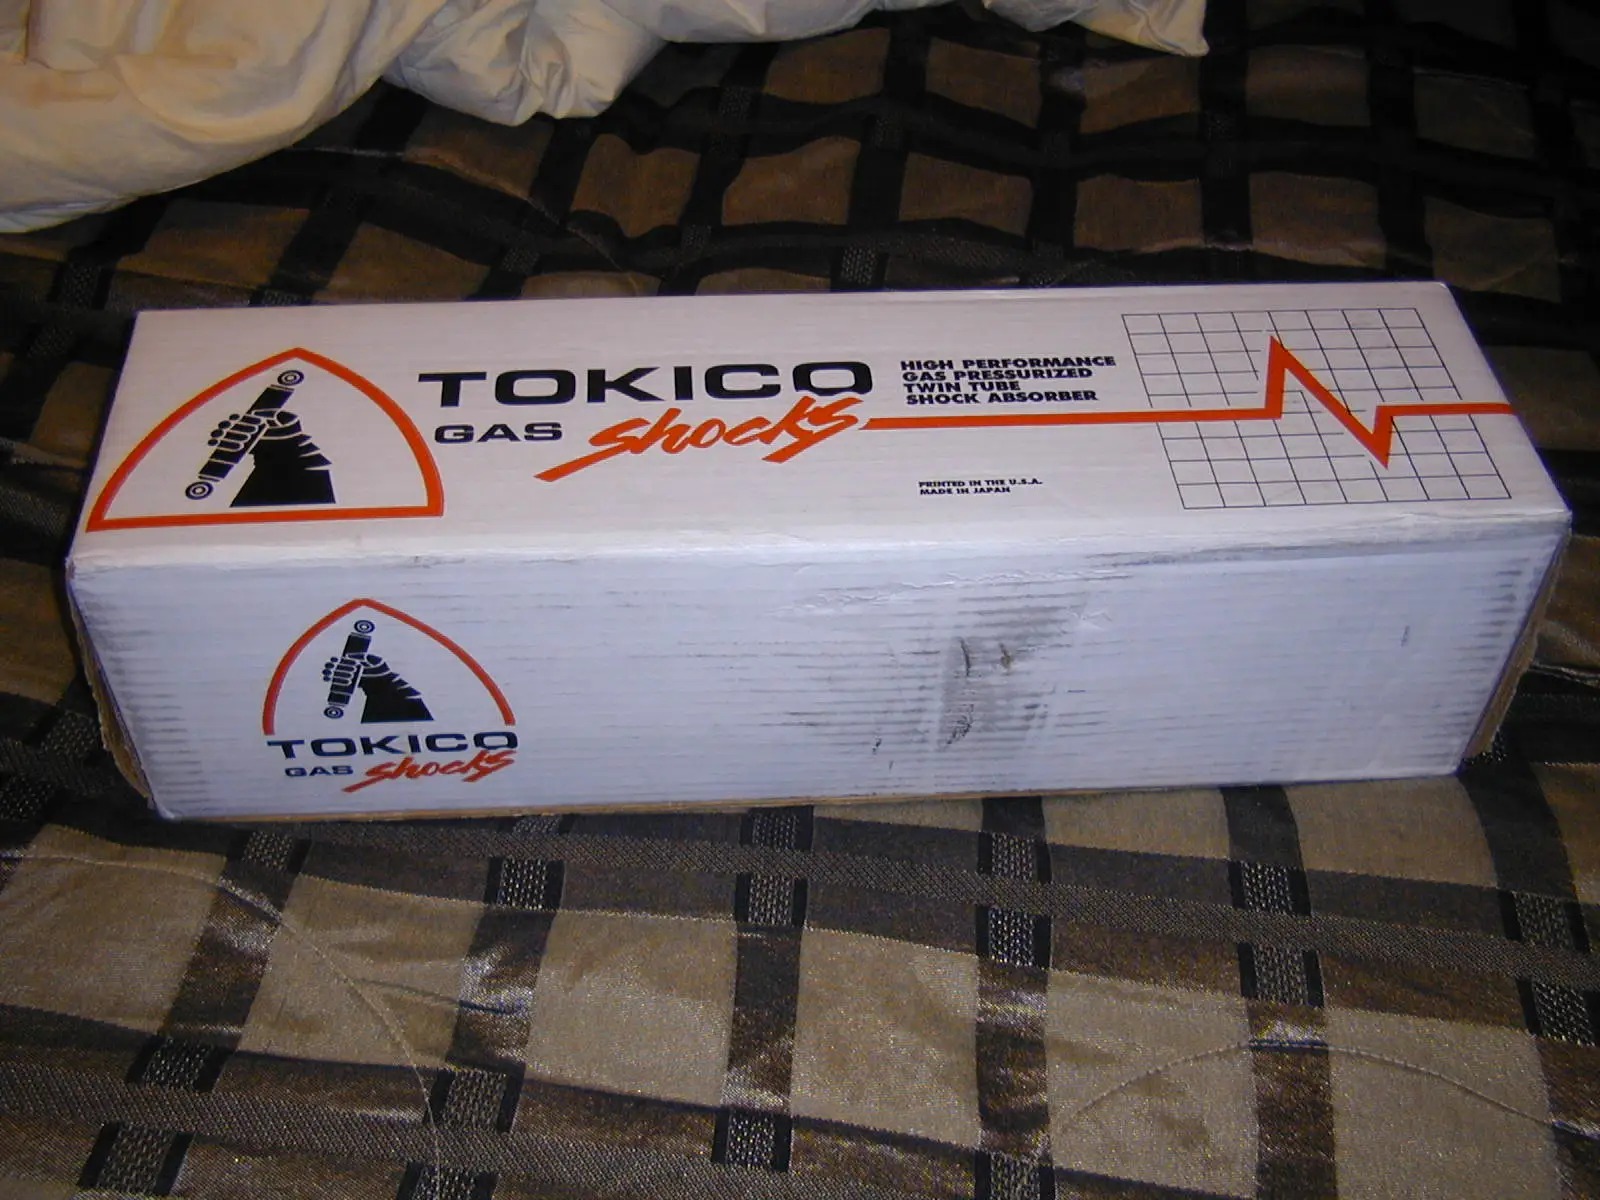 TOKICO
GAS shocks
HIGH PERFORMANCE
GAS PRESSURIZED
TWIN TUBE
SHOCK ABSORBER
PRINTED IN THE U.S.A.
MADE IN JAPAN
TOKICO
GAS shocks